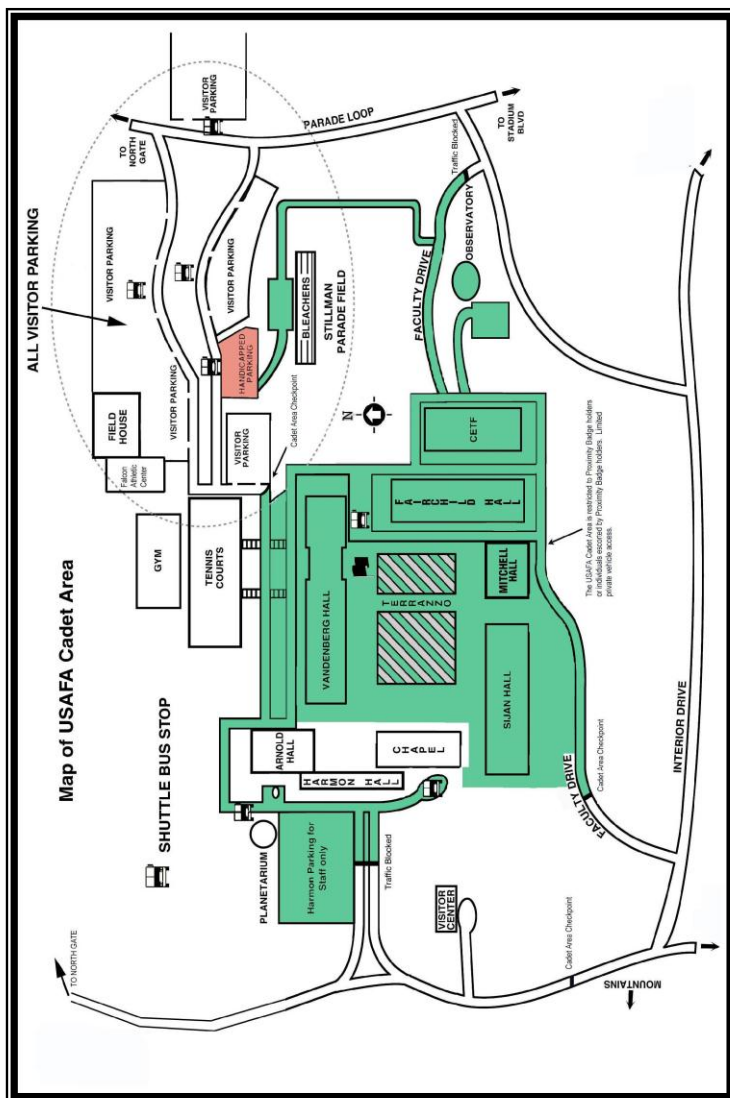 Map of USAFA Cadet Area
SHUTTLE BUS STOP
ALL VISITOR PARKING
TO NORTH GATE
PLANETARIUM
Harmon Parking for
Staff only
Traffic Blocked
VISITOR
CENTER
Cadet Area Checkpoint
MOUNTAINS
ARNOLD
HALL
HARMON HALL
CHAPEL
GYM
TENNIS
COURTS
Falcon
Athletic
Center
FIELD
HOUSE
VISITOR PARKING
VISITOR PARKING
VISITOR
PARKING
HANDICAPPED
PARKING
VISITOR PARKING
VISITOR
PARKING
TO
NORTH
GATE
PARADE LOOP
TO
STADIUM
BLVD
Traffic Blocked
Cadet Area Checkpoint
N
BLEACHERS
STILLMAN
PARADE FIELD
FACULTY DRIVE
OBSERVATORY
VANDENBERG HALL
TERRAZZO
FAIRCHILD HALL
CETF
MITCHELL
HALL
SIJAN HALL
The USAFA Cadet Area is restricted to Proximity Badge holders
or individuals escorted by Proximity Badge holders. Limited
private vehicle access.
Cadet Area Checkpoint
FACULTY DRIVE
INTERIOR DRIVE